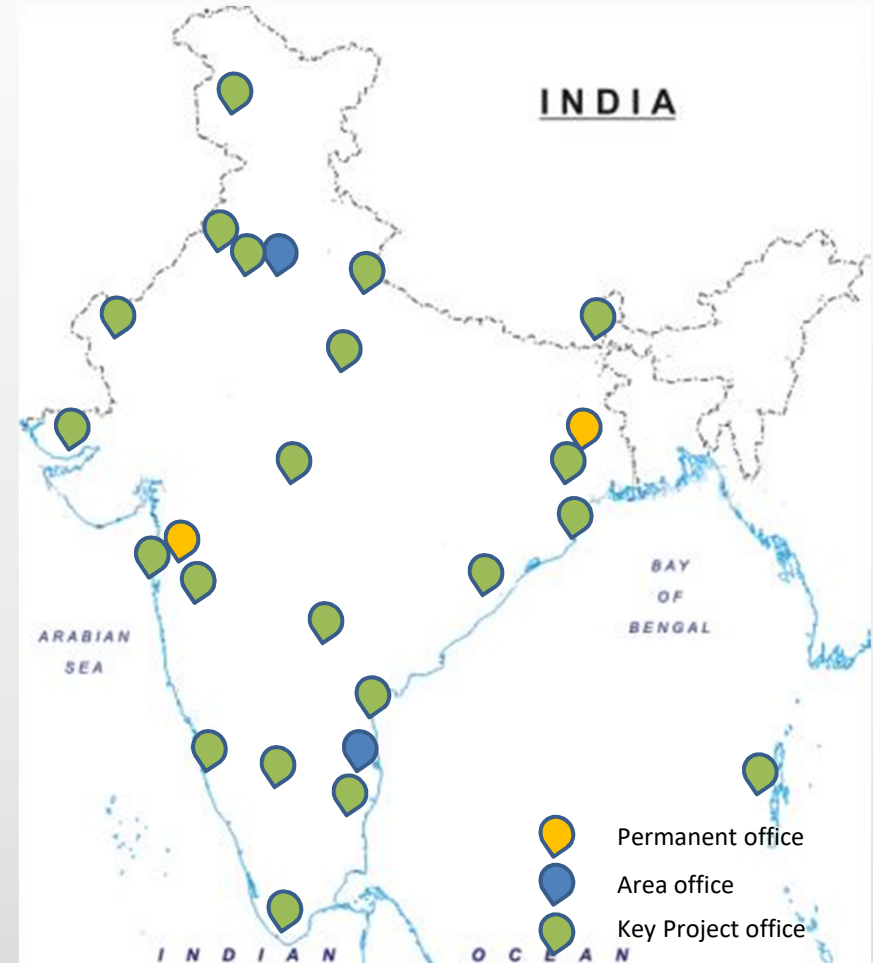 INDIA
BAY
OF
BENGAL
ARABIAN
SEA
Permanent office
Area office
Key Project office
INDIAN OCEAN